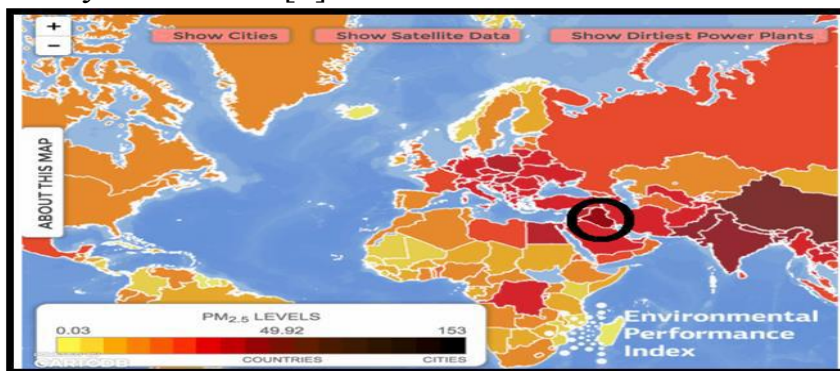 +
−
Show Cities
Show Satellite Data
Show Dirtiest Power Plants
ABOUT THIS MAP
PM2.5 LEVELS
0.03 49.92 153
COUNTRIES CITIES
CARTODB
Environmental
Performance
Index